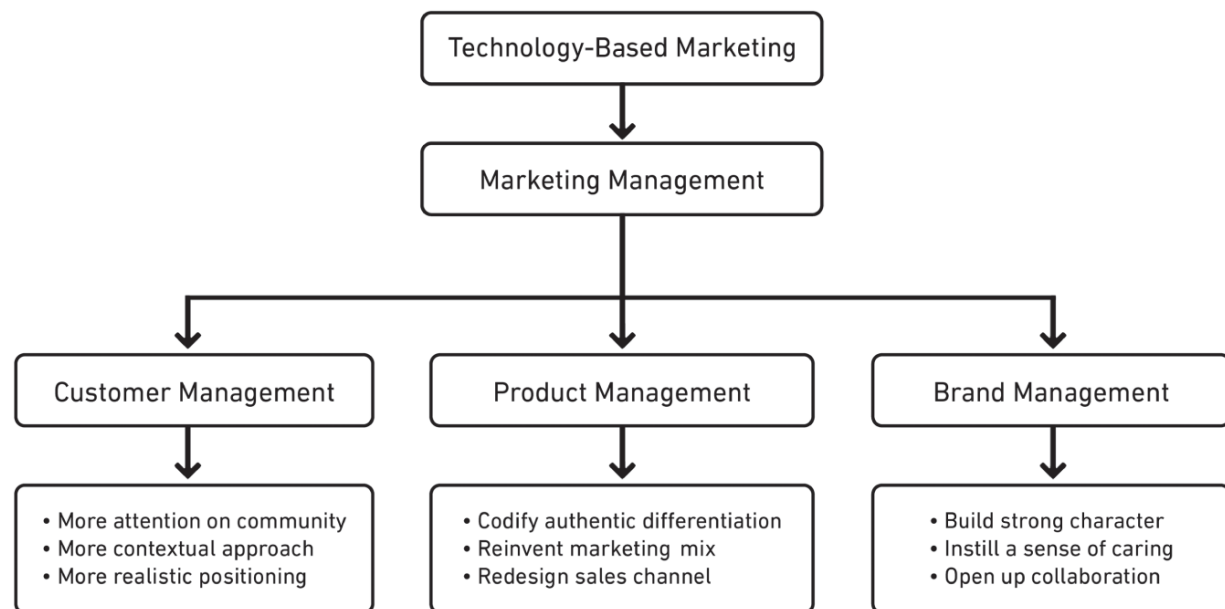 Technology-Based Marketing
Marketing Management
Customer Management
Product Management
Brand Management
• More attention on community
• More contextual approach
• More realistic positioning
• Codify authentic differentiation
• Reinvent marketing mix
• Redesign sales channel
• Build strong character
• Instill a sense of caring
• Open up collaboration